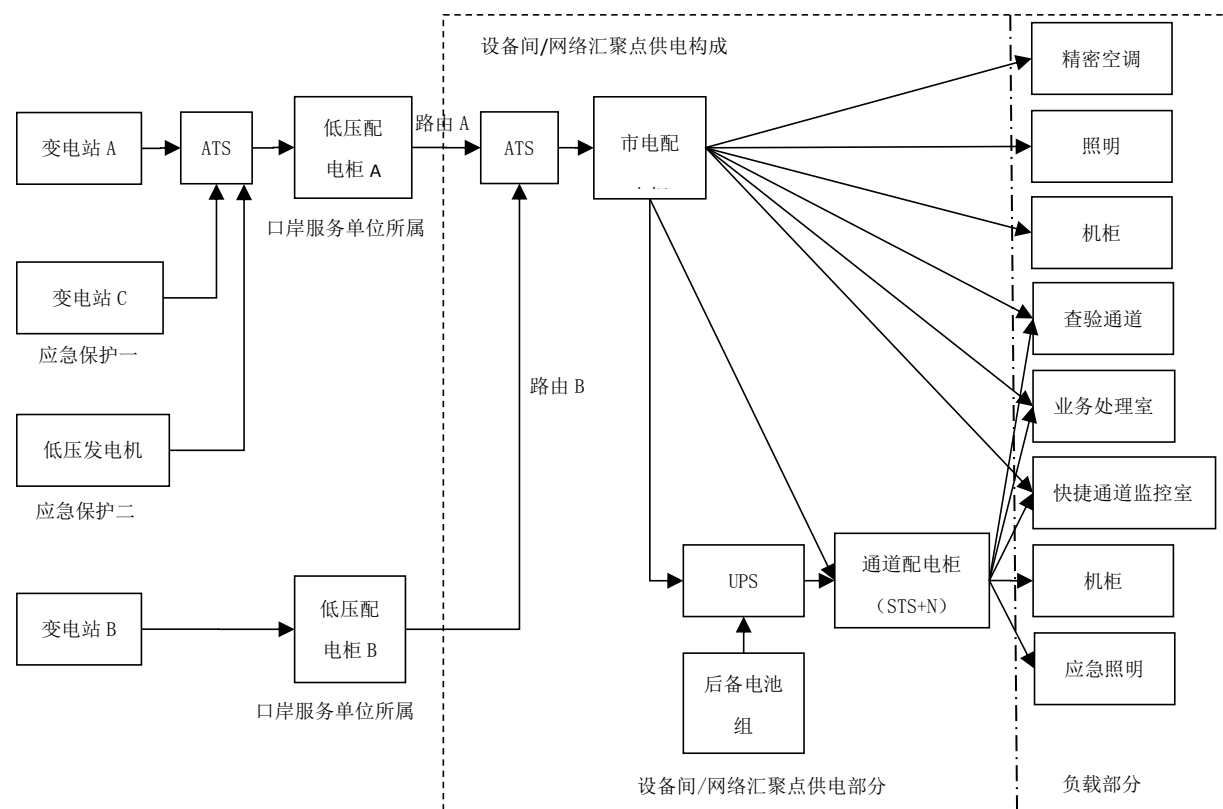 设备间/网络汇聚点供电构成
精密空调
变电站 A
ATS
低压配
电柜 A
路由 A
ATS
市电配
照明
口岸服务单位所属
机柜
变电站 C
应急保护一
查验通道
路由 B
业务处理室
低压发电机
应急保护二
快捷通道监控室
UPS
通道配电柜
（STS+N）
机柜
变电站 B
低压配
电柜 B
口岸服务单位所属
后备电池
组
应急照明
设备间/网络汇聚点供电部分
负载部分